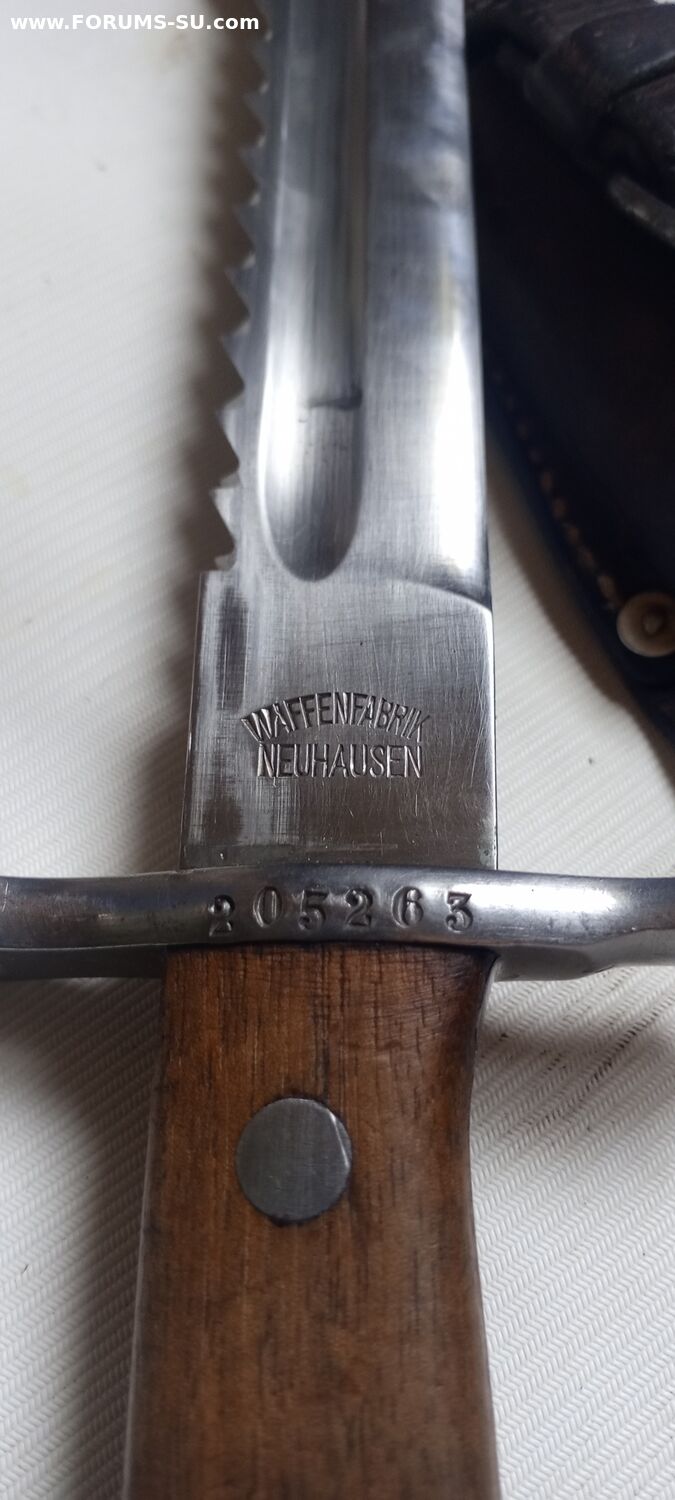 www.FORUMS-SU.com
WAFFENFABRIK
NEUHAUSEN
205263